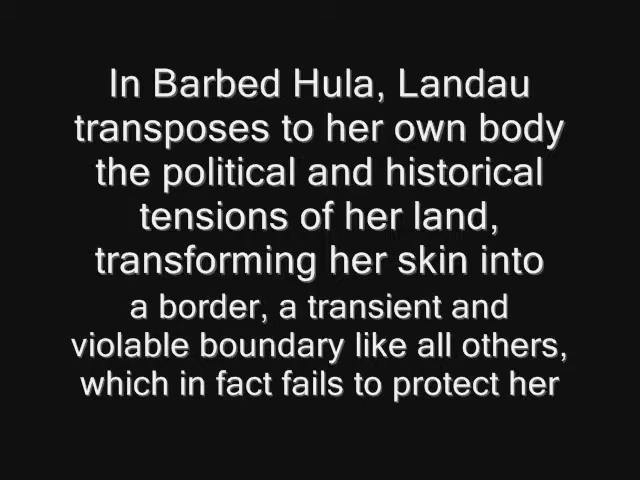 In Barbed Hula, Landau
transposes to her own body
the political and historical
tensions of her land,
transforming her skin into
a border, a transient and
violable boundary like all others,
which in fact fails to protect her